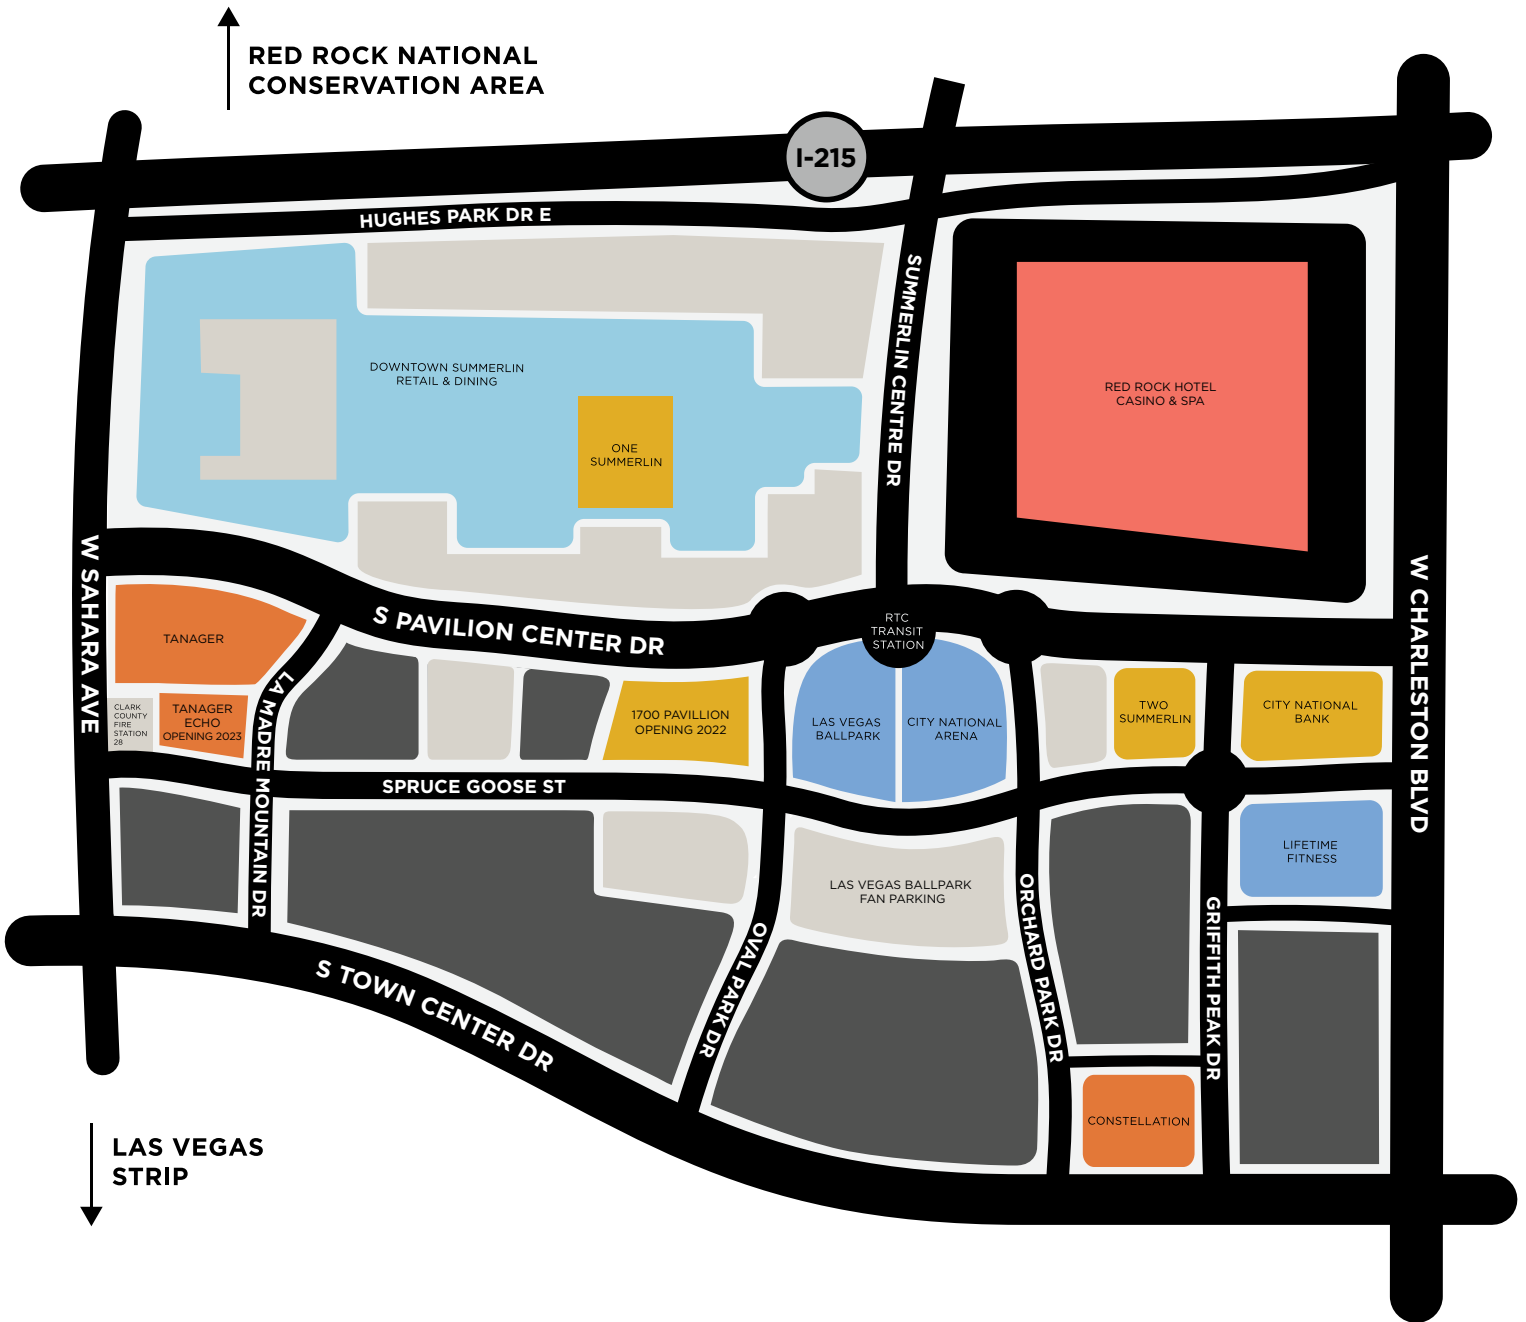 RED ROCK NATIONAL
CONSERVATION AREA
I-215
HUGHES PARK DR E
SUMMERLIN CENTRE DR
DOWNTOWN SUMMERLIN
RETAIL & DINING
ONE
SUMMERLIN
RED ROCK HOTEL
CASINO & SPA
W SAHARA AVE
W CHARLESTON BLVD
S PAVILION CENTER DR
RTC
TRANSIT
STATION
TANAGER
CLARK
COUNTY
FIRE
STATION
28
TANAGER
ECHO
OPENING 2023
LA MADRE MOUNTAIN DR
1700 PAVILLION
OPENING 2022
LAS VEGAS
BALLPARK
CITY NATIONAL
ARENA
TWO
SUMMERLIN
CITY NATIONAL
BANK
SPRUCE GOOSE ST
LIFETIME
FITNESS
LAS VEGAS BALLPARK
FAN PARKING
OVAL PARK DR
ORCHARD PARK DR
GRIFFITH PEAK DR
S TOWN CENTER DR
CONSTELLATION
LAS VEGAS
STRIP